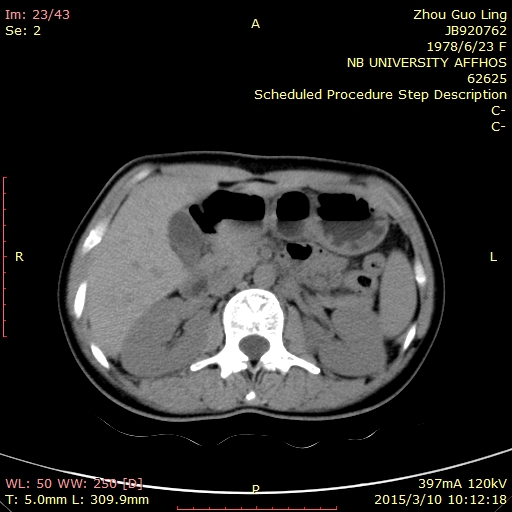 Im: 23/43
Se: 2
A
Zhou Guo Ling
JB920762
1978/6/23 F
NB UNIVERSITY AFFHOS
62625
Scheduled Procedure Step Description
C-
C-
R
L
WL: 50 WW: 250 [D]
T: 5.0mm L: 309.9mm
P
397mA 120kV
2015/3/10 10:12:18